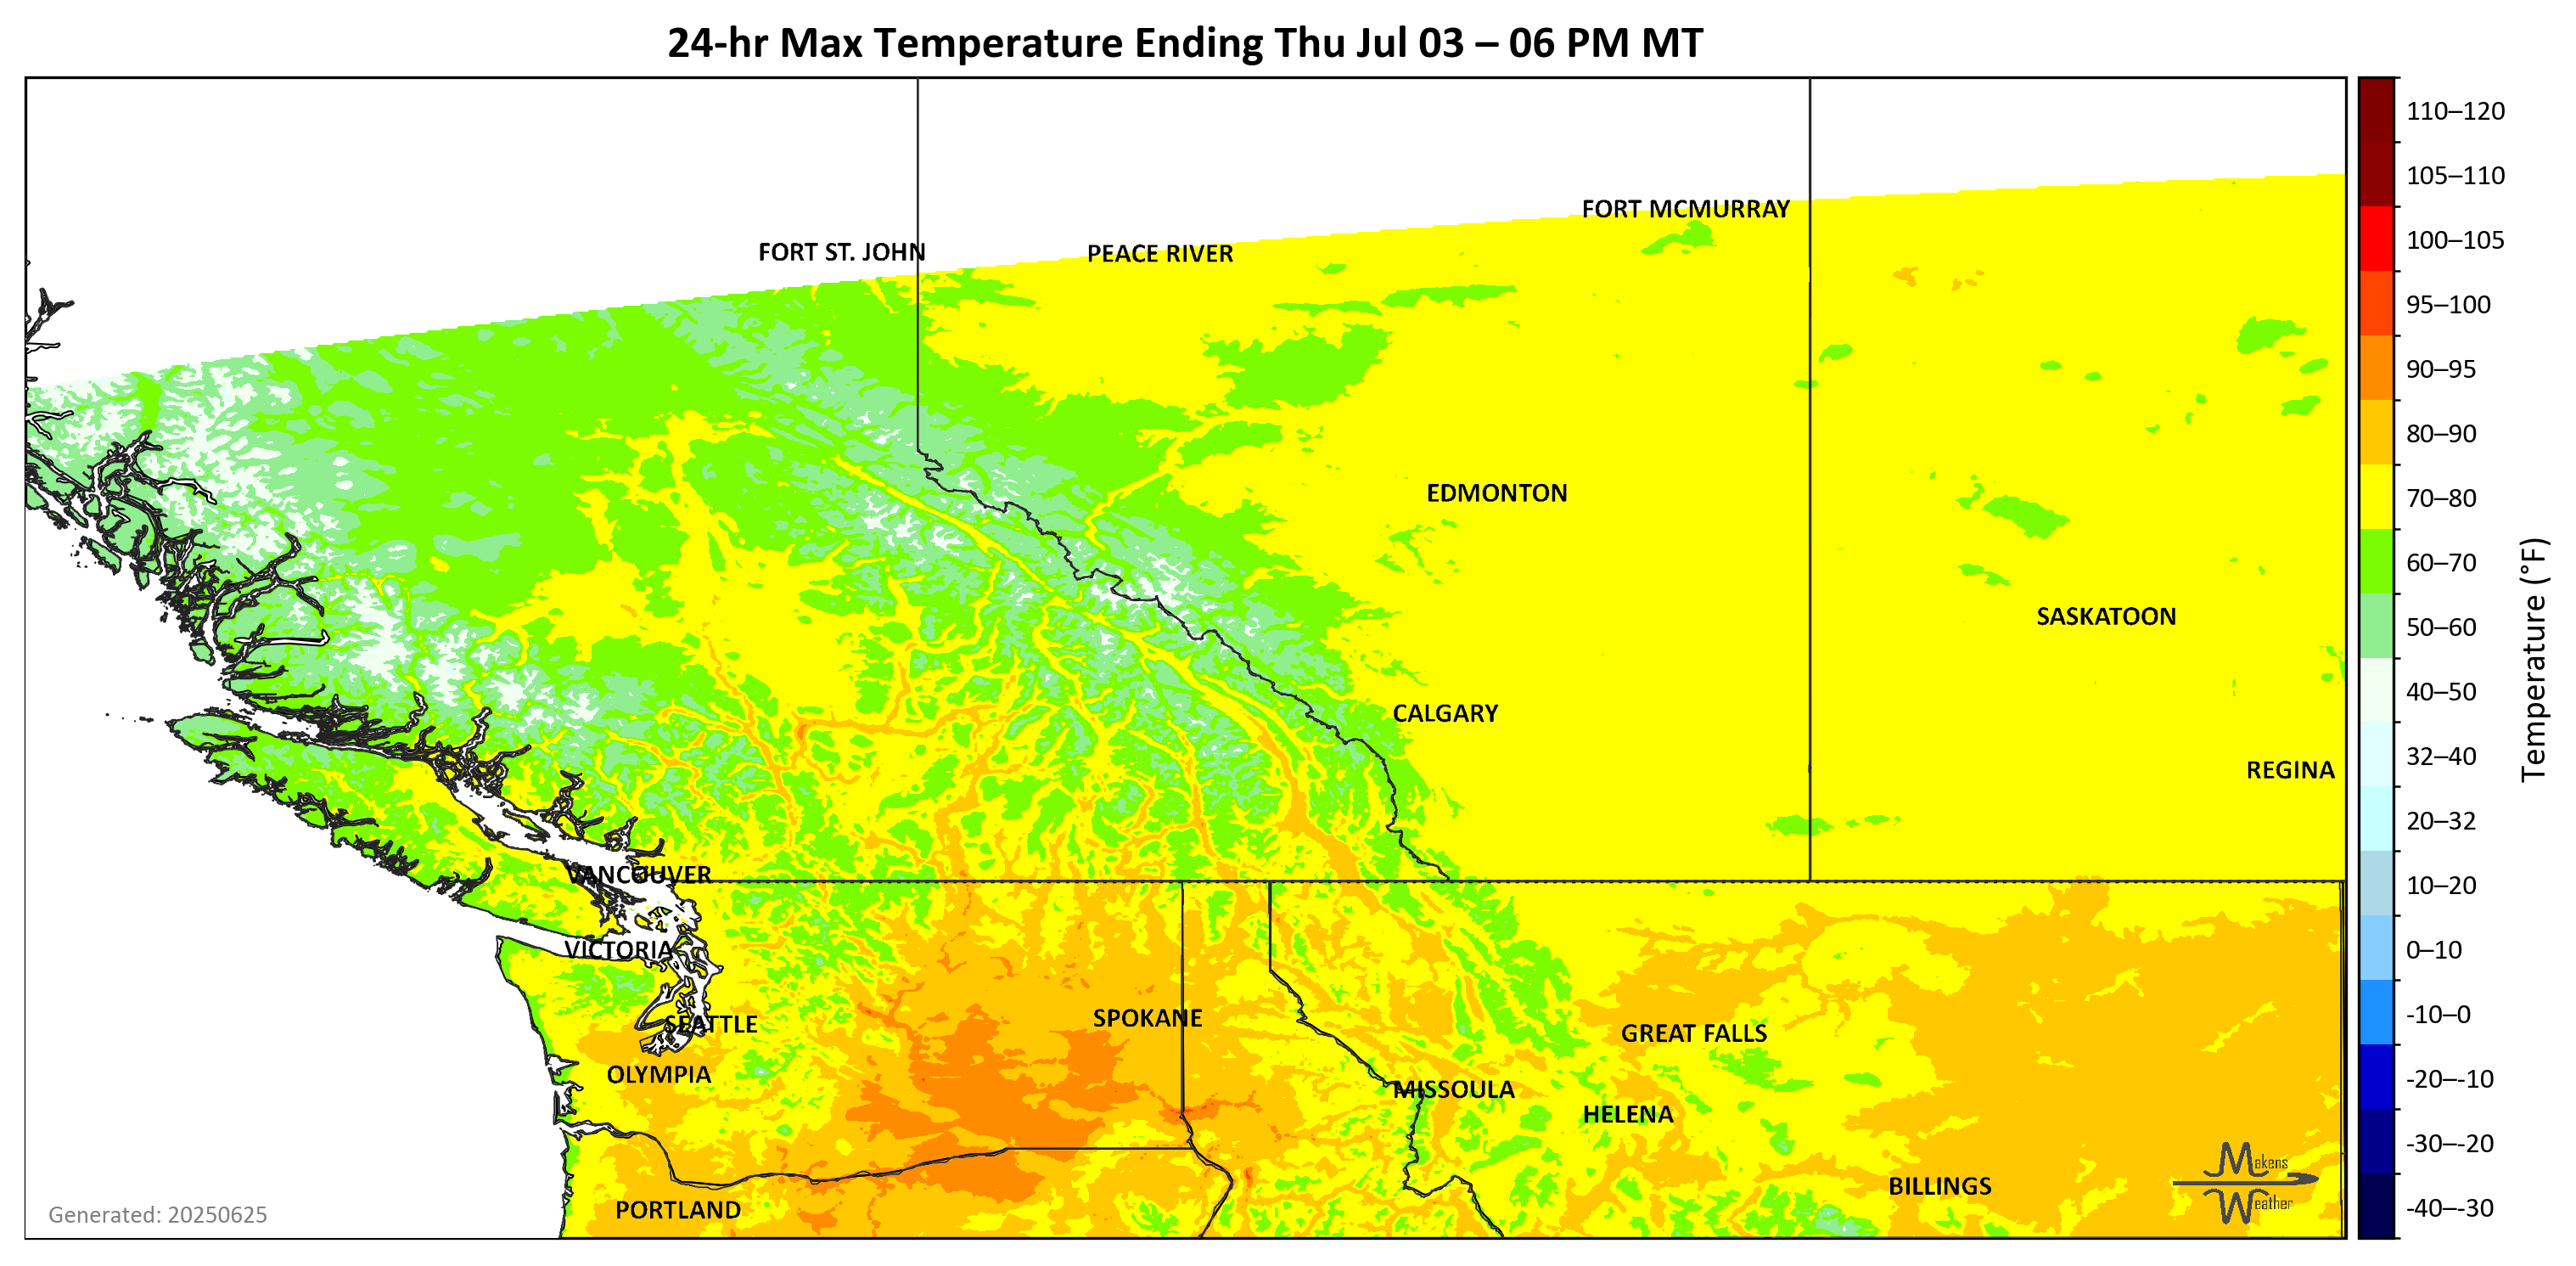 24-hr Max Temperature Ending Thu Jul 03 – 06 PM MT
FORT MCMURRAY
FORT ST. JOHN
PEACE RIVER
EDMONTON
SASKATOON
CALGARY
REGINA
VANCOUVER
VICTORIA
SEATTLE
SPOKANE
GREAT FALLS
OLYMPIA
MISSOULA
HELENA
BILLINGS
PORTLAND
Makens
Weather
Generated: 20250625
110–120
105–110
100–105
95–100
90–95
80–90
70–80
60–70
50–60
40–50
32–40
20–32
10–20
0–10
-10–0
-20–-10
-30–-20
-40–-30
Temperature (°F)